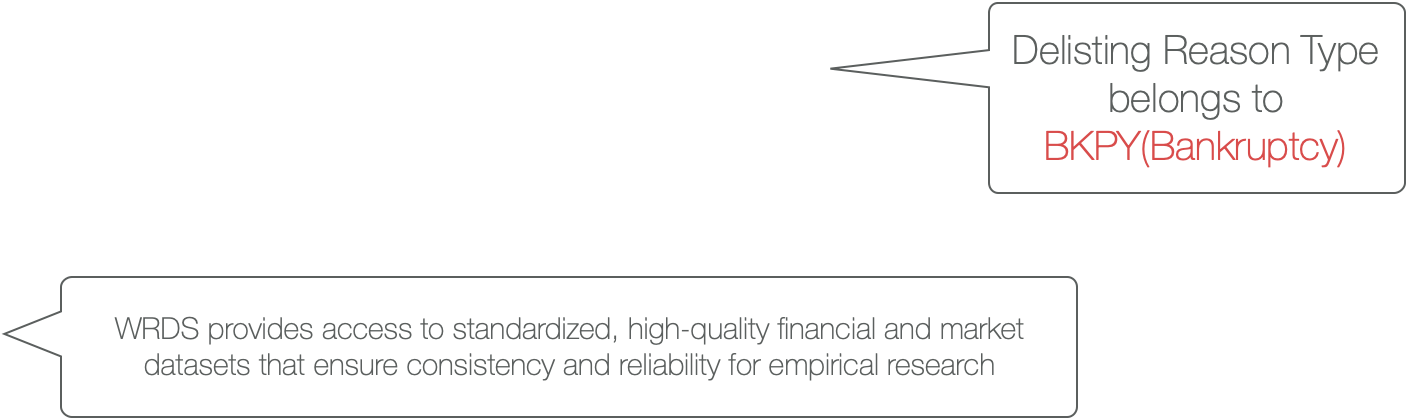 Delisting Reason Type
belongs to
BKPY(Bankruptcy)
WRDS provides access to standardized, high-quality financial and market
datasets that ensure consistency and reliability for empirical research